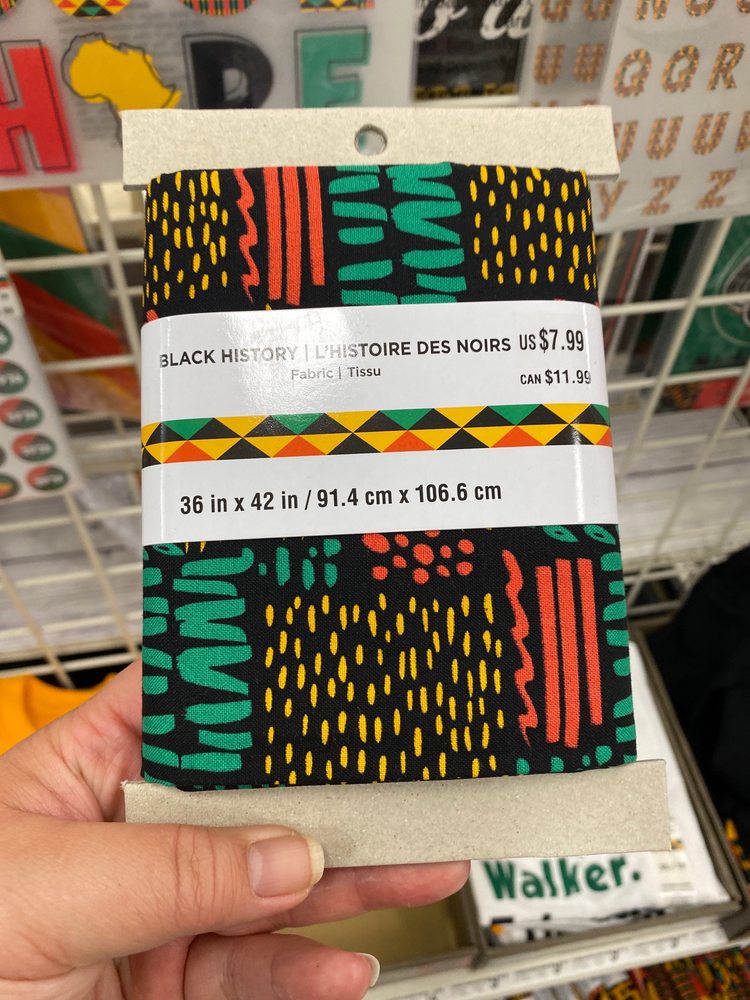 HOPE
BLACK HISTORY | L'HISTOIRE DES NOIRS US $7.99
Fabric | Tissu
CAN $11.99
36 in x 42 in / 91.4 cm x 106.6 cm
Walker.